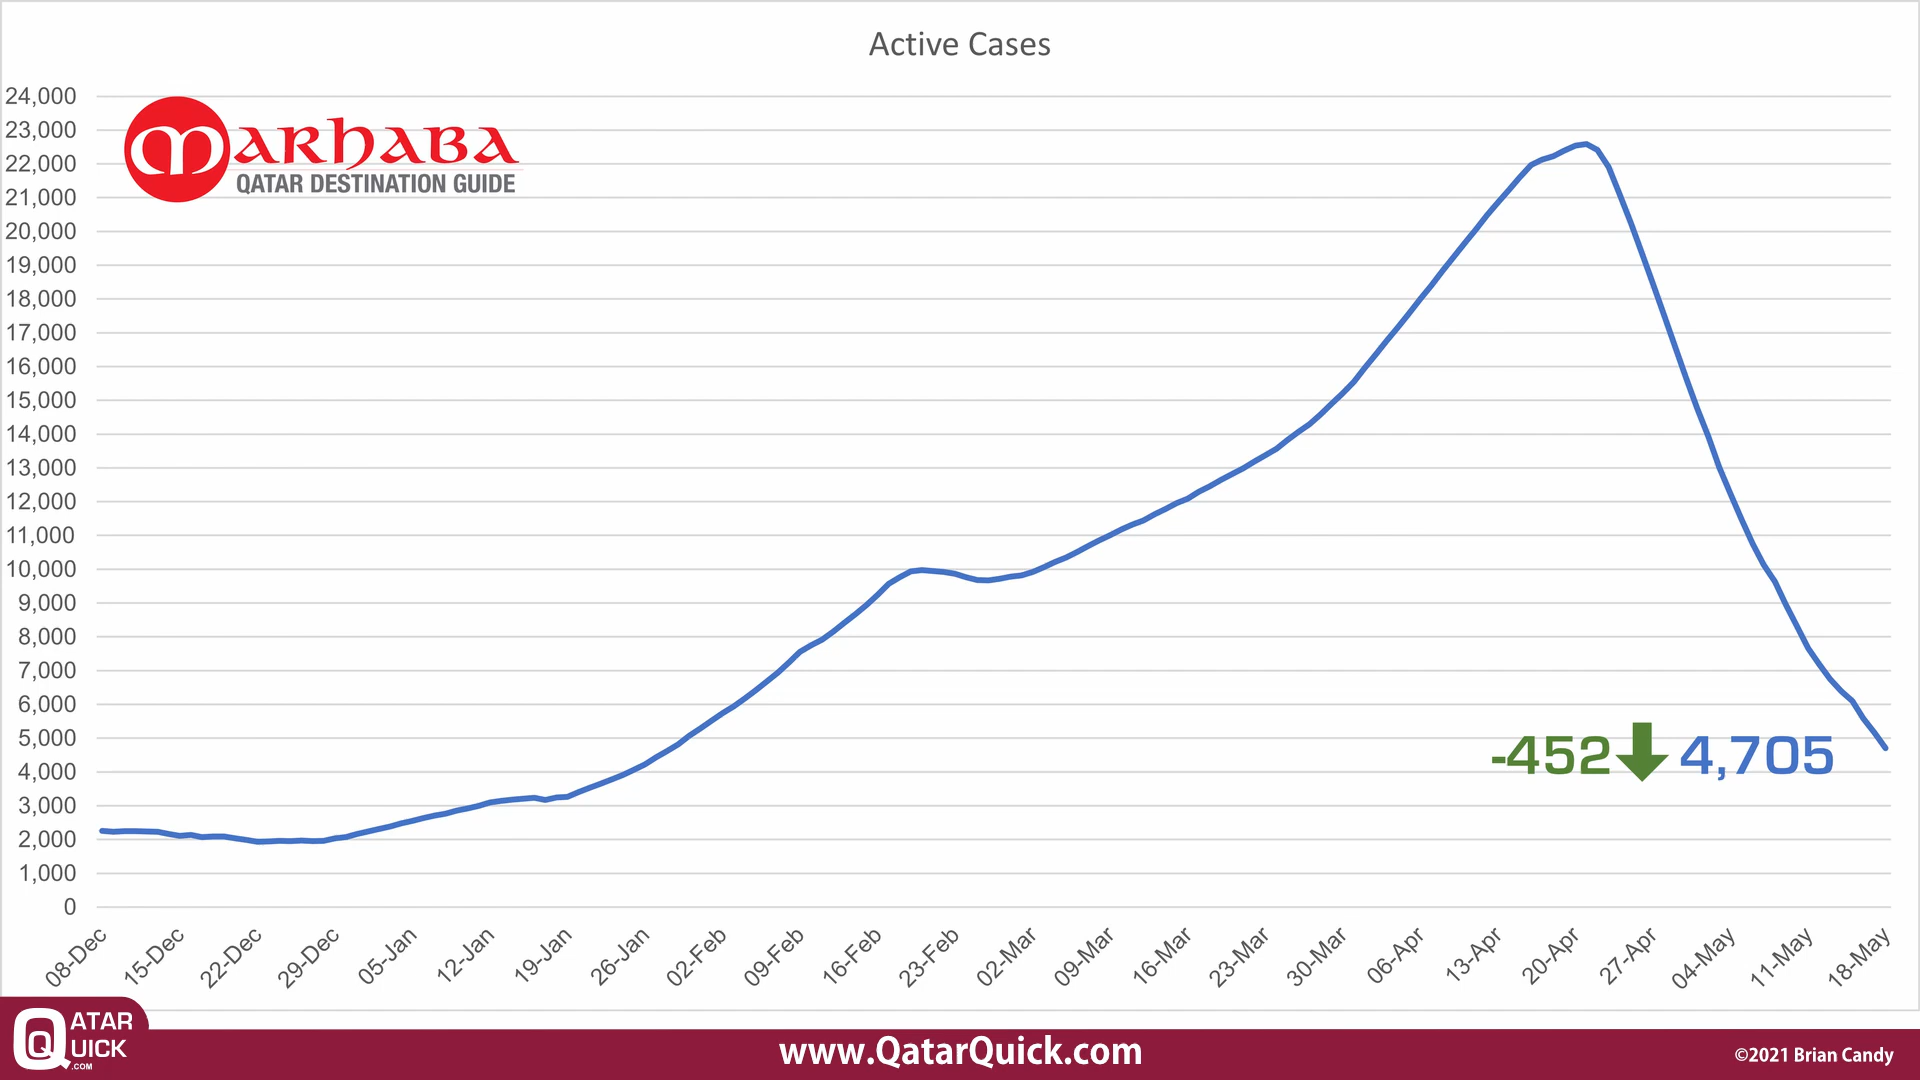 Active Cases
24,000
23,000
22,000
21,000
20,000
19,000
18,000
17,000
16,000
15,000
14,000
13,000
12,000
11,000
10,000
9,000
8,000
7,000
6,000
5,000
4,000
3,000
2,000
1,000
0
MARHABA
QATAR DESTINATION GUIDE
-452 4,705
08-Dec 15-Dec 22-Dec 29-Dec 05-Jan 12-Jan 19-Jan 26-Jan 02-Feb 09-Feb 16-Feb 23-Feb 02-Mar 09-Mar 16-Mar 23-Mar 30-Mar 06-Apr 13-Apr 20-Apr 27-Apr 04-May 11-May 18-May
QATAR
QUICK
.COM
www.QatarQuick.com
©2021 Brian Candy